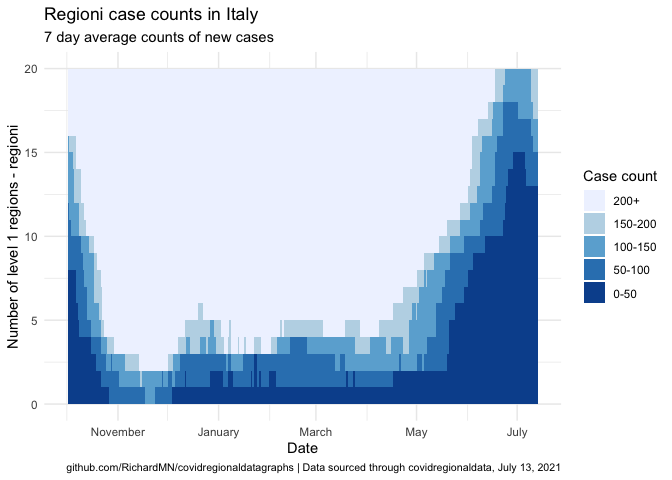 Regioni case counts in Italy
7 day average counts of new cases
Number of level 1 regions - regioni
20
15
10
5
0
November
January
March
May
July
Date
Case count
200+
150-200
100-150
50-100
0-50
github.com/RichardMN/covidregionaldatagraphs | Data sourced through covidregionaldata, July 13, 2021